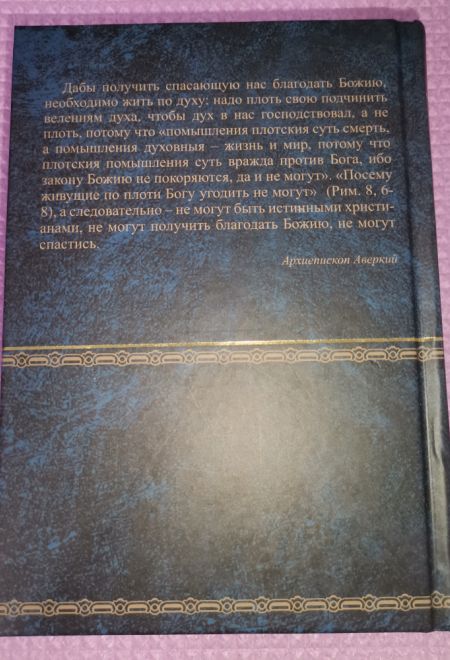 Дабы получить спасающую нас благодать Божию,
необходимо жить по духу: надо плоть свою подчинить
велениям духа, чтобы дух в нас господствовал, а не
плоть, потому что «помышления плотския суть смерть,
а помышления духовныя – жизнь и мир, потому что
плотския помышления суть вражда против Бога, ибо
закону Божию не покоряются, да и не могут». «Посему
живущие по плоти Богу угодить не могут» (Рим. 8, 6-
8), а следовательно – не могут быть истинными христи-
анами, не могут получить благодать Божию, не могут
спастись.
Архиепископ Аверкий